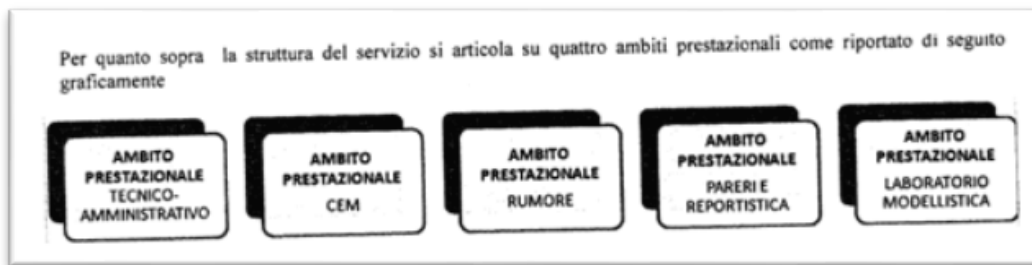 Per quanto sopra la struttura del servizio si articola su quattro ambiti prestazionali come riportato di seguito
graficamente
AMBITO
PRESTAZIONALE
TECNICO-
AMMINISTRATIVO
AMBITO
PRESTAZIONALE
CEM
AMBITO
PRESTAZIONALE
RUMORE
AMBITO
PRESTAZIONALE
PARERI E
REPORTISTICA
AMBITO
PRESTAZIONALE
LABORATORIO
MODELLISTICA